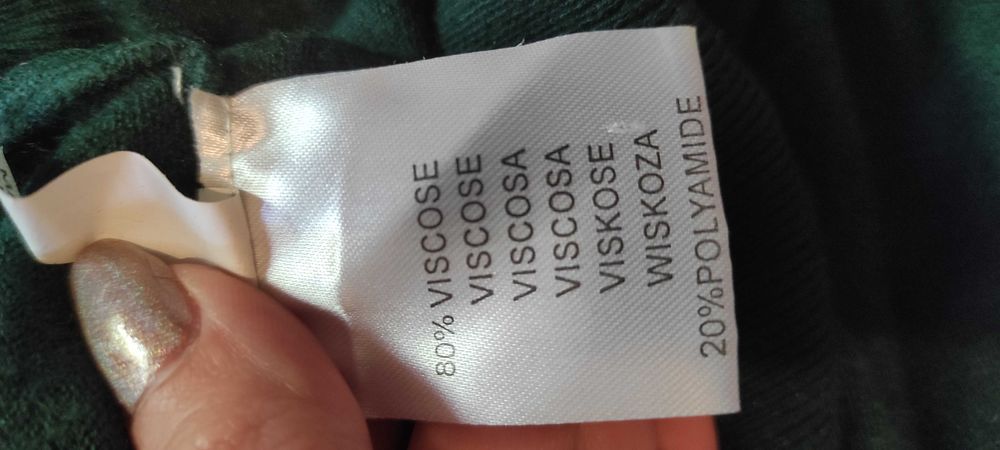 80% VISCOSE
VISCOSE
VISCOSA
VISCOSA
VISKOSE
WISKOZA
20%POLYAMIDE